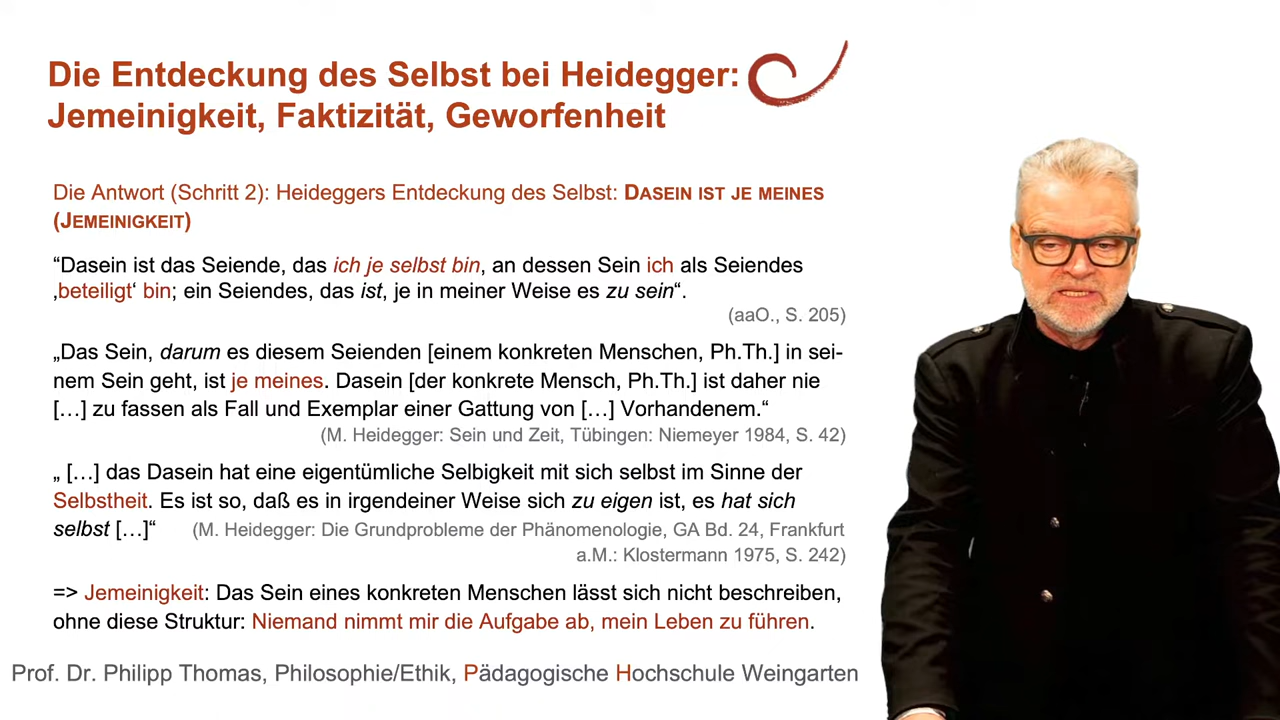 Die Entdeckung des Selbst bei Heidegger:
Jemeinigkeit, Faktizität, Geworfenheit
Die Antwort (Schritt 2): Heideggers Entdeckung des Selbst: DASEIN IST JE MEINES
(JEMEINIGKEIT)
“Dasein ist das Seiende, das ich je selbst bin, an dessen Sein ich als Seiendes
‚beteiligt‘ bin; ein Seiendes, das ist, je in meiner Weise es zu sein“.
(aaO., S. 205)
„Das Sein, darum es diesem Seienden [einem konkreten Menschen, Ph.Th.] in sei-
nem Sein geht, ist je meines. Dasein [der konkrete Mensch, Ph.Th.] ist daher nie
[…] zu fassen als Fall und Exemplar einer Gattung von […] Vorhandenem.“
(M. Heidegger: Sein und Zeit, Tübingen: Niemeyer 1984, S. 42)
„ […] das Dasein hat eine eigentümliche Selbigkeit mit sich selbst im Sinne der
Selbstheit. Es ist so, daß es in irgendeiner Weise sich zu eigen ist, es hat sich
selbst […]“ (M. Heidegger: Die Grundprobleme der Phänomenologie, GA Bd. 24, Frankfurt
a.M.: Klostermann 1975, S. 242)
=> Jemeinigkeit: Das Sein eines konkreten Menschen lässt sich nicht beschreiben,
ohne diese Struktur: Niemand nimmt mir die Aufgabe ab, mein Leben zu führen.
Prof. Dr. Philipp Thomas, Philosophie/Ethik, Pädagogische Hochschule Weingarten